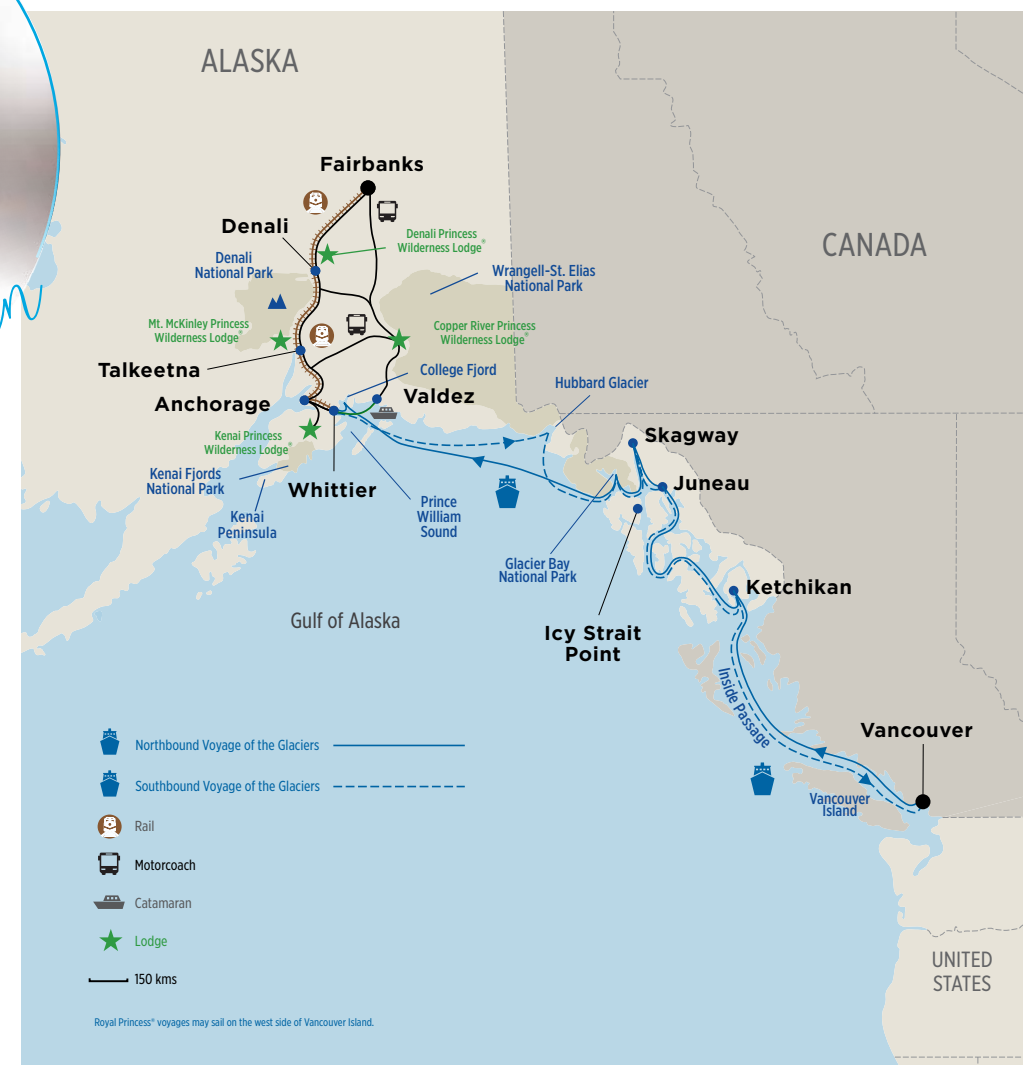 ALASKA
CANADA
Fairbanks
Denali
Denali Princess
Wilderness Lodge®
Denali
National Park
Wrangell-St. Elias
National Park
Mt. McKinley Princess
Wilderness Lodge®
Copper River Princess
Wilderness Lodge®
Talkeetna
College Fjord
Hubbard Glacier
Anchorage
Valdez
Kenai Princess
Wilderness Lodge®
Skagway
Kenai Fjords
National Park
Whittier
Juneau
Prince
William
Sound
Kenai
Peninsula
Glacier Bay
National Park
Ketchikan
Gulf of Alaska
Icy Strait
Point
Inside Passage
Vancouver
Vancouver
Island
Northbound Voyage of the Glaciers
Southbound Voyage of the Glaciers
Rail
Motorcoach
Catamaran
Lodge
150 kms
UNITED
STATES
Royal Princess® voyages may sail on the west side of Vancouver Island.